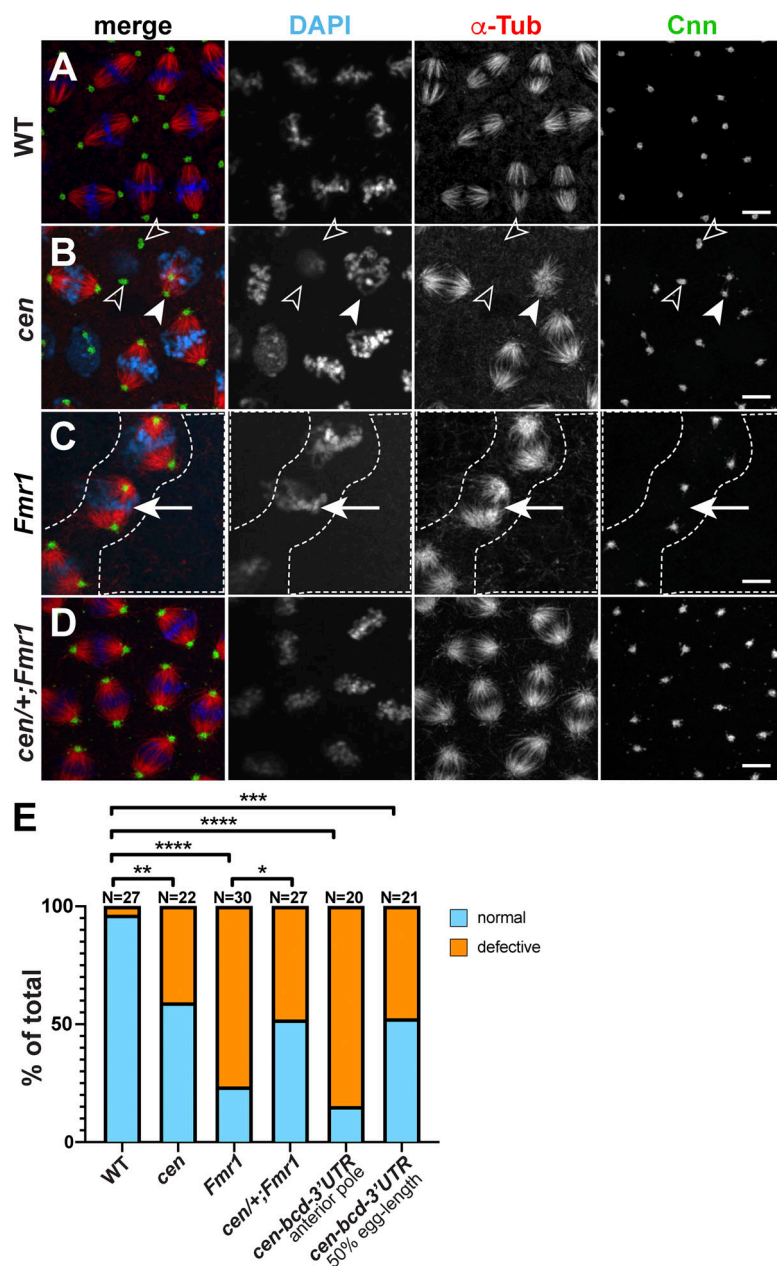 merge DAPI α-Tub Cnn
A
WT
B
cen
C
Fmr1
D
cen/+;Fmr1
E
***
****
****
** *
N=27 N=22 N=30 N=27 N=20 N=21
normal
defective
% of total
100
50
0
WT
cen
Fmr1
cen/+;Fmr1
cen-bcd-3'UTR
anterior pole
cen-bcd-3'UTR
50% egg-length